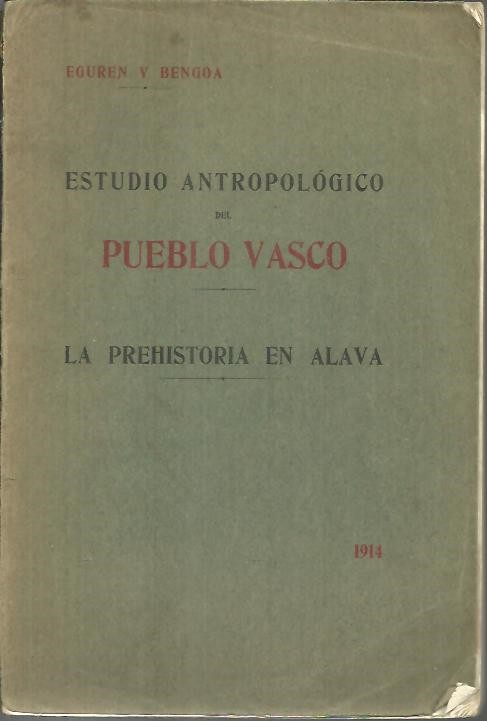 EGUREN Y BENGOA
ESTUDIO ANTROPOLÓGICO
DEL
PUEBLO VASCO
LA PREHISTORIA EN ALAVA
1914